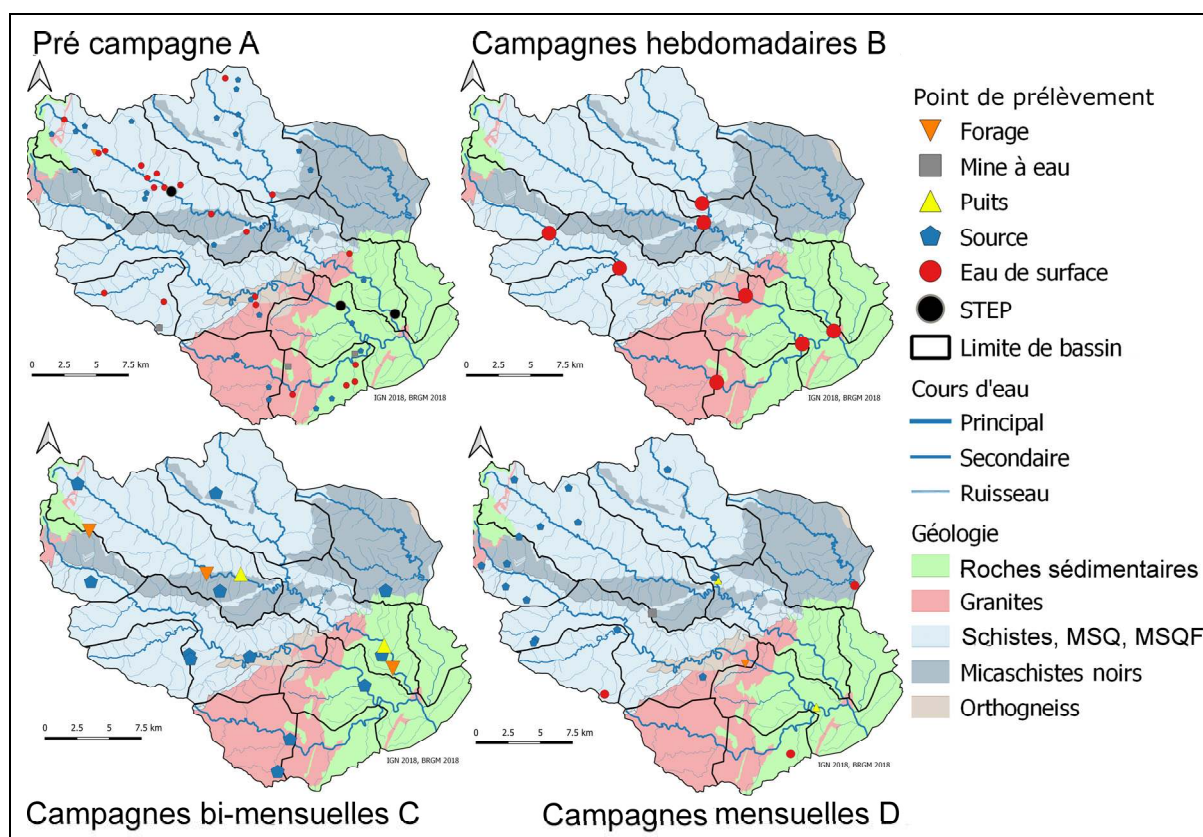 Pré campagne A
Campagnes hebdomadaires B
0 2.5 5 7.5 km
IGN 2018, BRGM 2018
0 2.5 5 7.5 km
IGN 2018, BRGM 2018
0 2.5 5 7.5 km
IGN 2018, BRGM 2018
0 2.5 5 7.5 km
IGN 2018, BRGM 2018
Campagnes bi-mensuelles C
Campagnes mensuelles D
Point de prélèvement
Forage
Mine à eau
Puits
Source
Eau de surface
STEP
Limite de bassin
Cours d'eau
Principal
Secondaire
Ruisseau
Géologie
Roches sédimentaires
Granites
Schistes, MSQ, MSQF
Micaschistes noirs
Orthogneiss